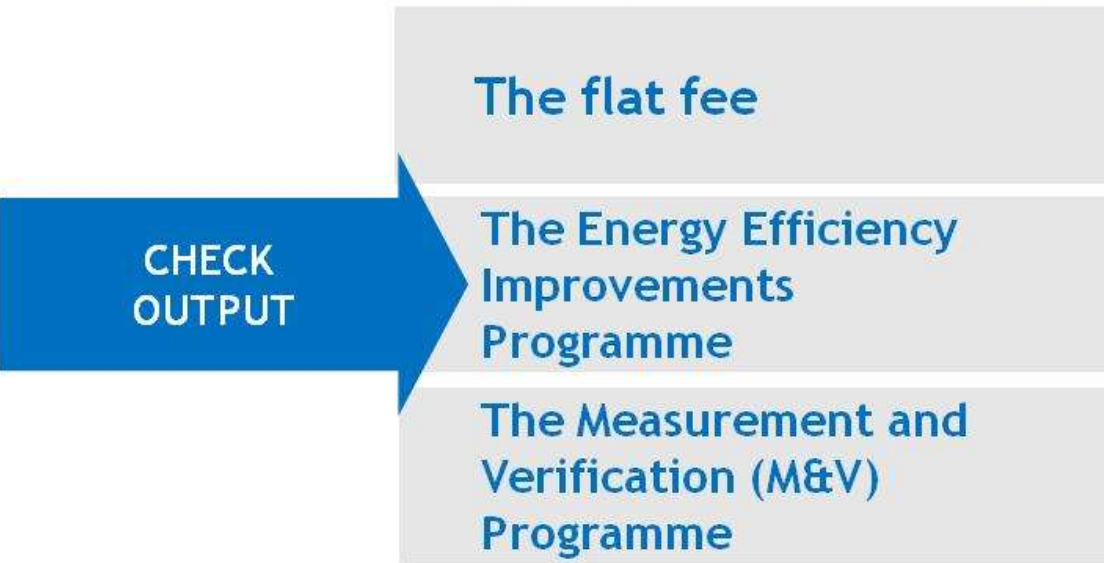 CHECK
OUTPUT
The flat fee
The Energy Efficiency
Improvements
Programme
The Measurement and
Verification (M&V)
Programme